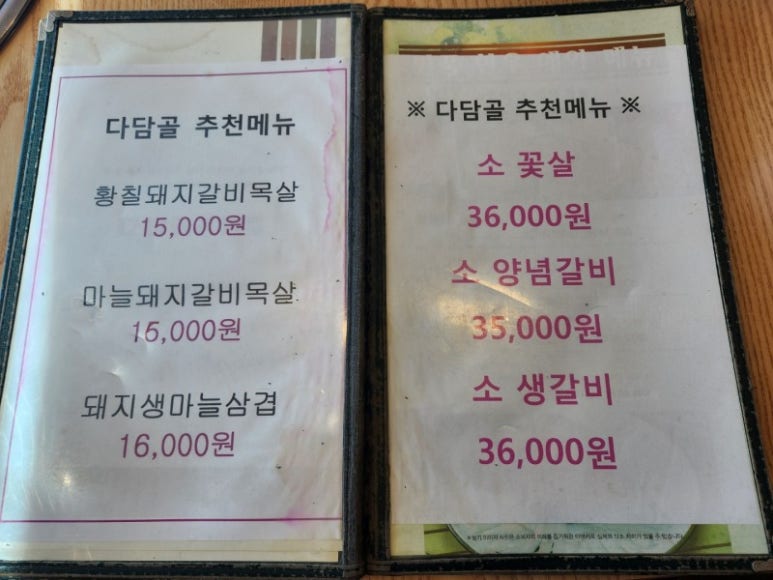 다담골 추천메뉴
황칠돼지갈비목살
15,000원
마늘돼지갈비목살
16,000원
돼지생마늘삼겹
16,000원
※ 다담골 추천메뉴 ※
소 꽃살
36,000원
소 양념갈비
35,000원
소 생갈비
36,000원